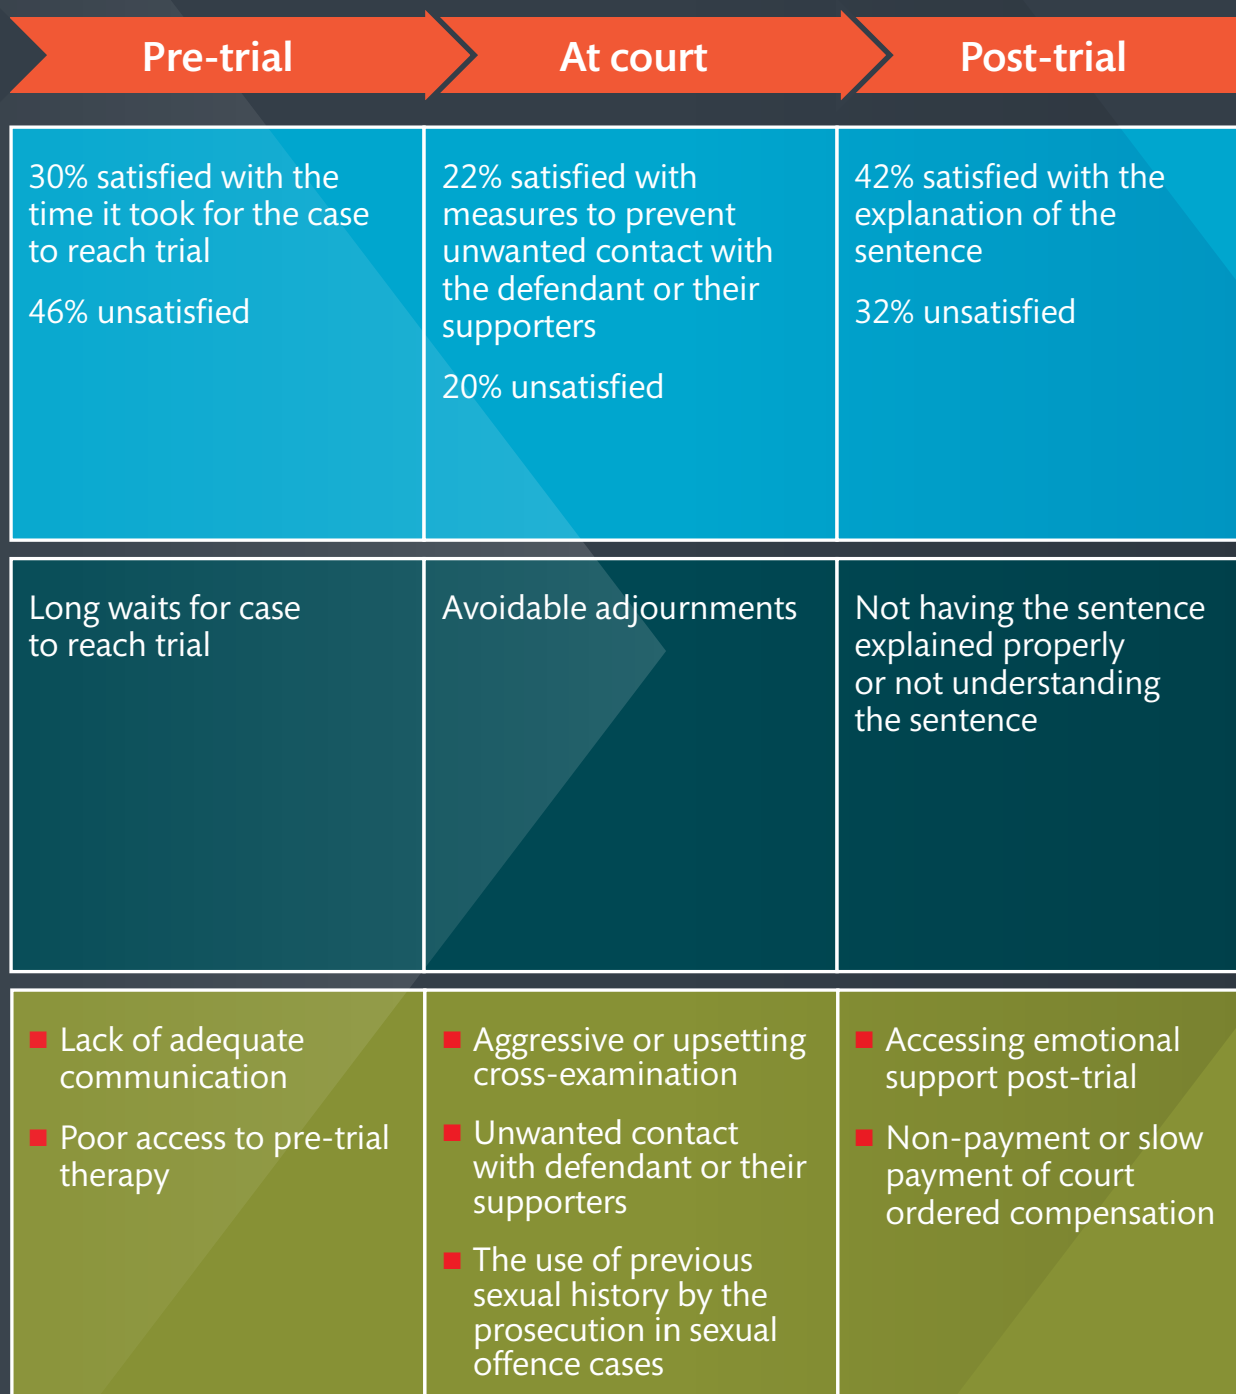 Pre-trial
At court
Post-trial
30% satisfied with the
time it took for the case
to reach trial
46% unsatisfied
22% satisfied with
measures to prevent
unwanted contact with
the defendant or their
supporters
20% unsatisfied
42% satisfied with the
explanation of the
sentence
32% unsatisfied
Long waits for case
to reach trial
Avoidable adjournments
Not having the sentence
explained properly
or not understanding
the sentence
Lack of adequate
communication
Poor access to pre-trial
therapy
Aggressive or upsetting
cross-examination
Unwanted contact
with defendant or their
supporters
The use of previous
sexual history by the
prosecution in sexual
offence cases
Accessing emotional
support post-trial
Non-payment or slow
payment of court
ordered compensation